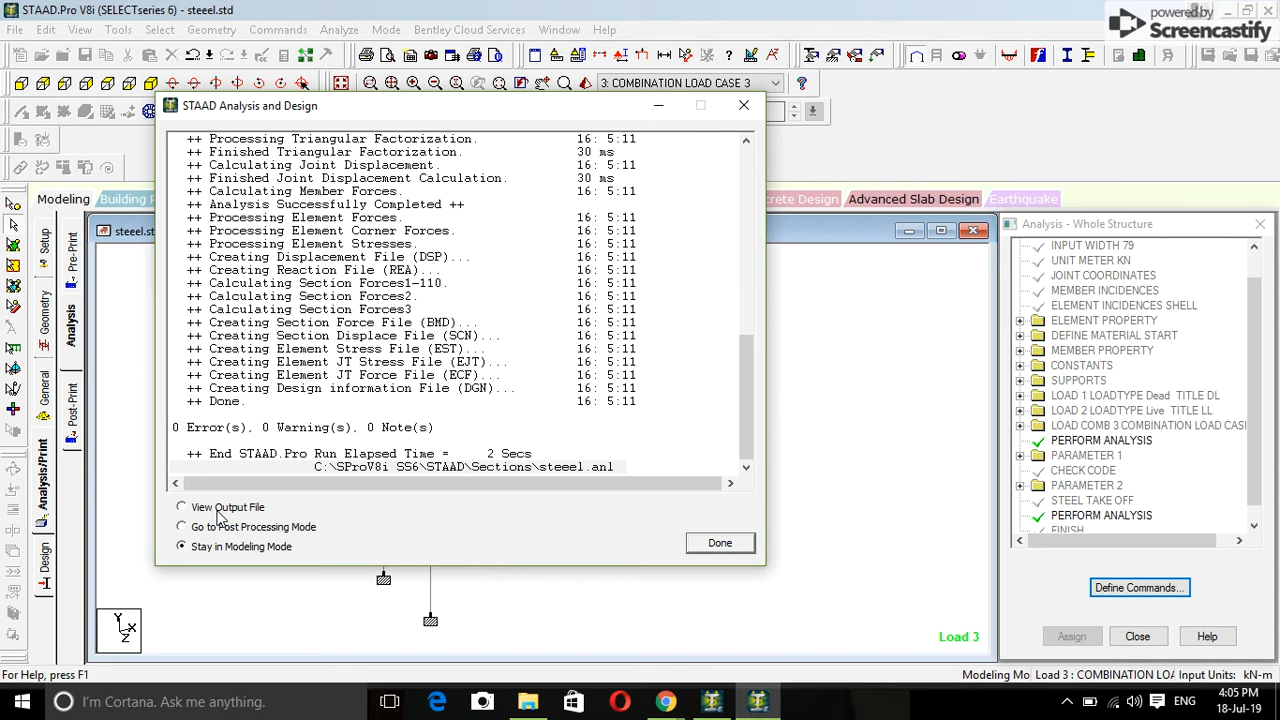 STAAD.Pro V8i (SELECTseries 6) - steeel.std
powered by
Screencastify
File Edit View Tools Select Geometry Commands Analyze Mode Window Help
3: COMBINATION LOAD CASE 3
STAAD Analysis and Design
++ Processing Triangular Factorization. 16: 5:11
++ Finished Triangular Factorization. 30 ms
++ Calculating Joint Displacement. 16: 5:11
++ Finished Joint Displacement Calculation. 30 ms
++ Calculating Member Forces. 16: 5:11
++ Analysis Successfully Completed ++
++ Processing Element Forces. 16: 5:11
++ Processing Element Corner Forces. 16: 5:11
++ Processing Element Stresses. 16: 5:11
++ Creating Displacement File (DSP)... 16: 5:11
++ Creating Reaction File (REA)... 16: 5:11
++ Calculating Section Forces1-110. 16: 5:11
++ Calculating Section Forces2. 16: 5:11
++ Calculating Section Forces3 16: 5:11
++ Creating Section Force File (BMD)... 16: 5:11
++ Creating Section Displace File (SCN)... 16: 5:11
++ Creating Element Stress File (EST)... 16: 5:11
++ Creating Element JT Stress File (EJT)... 16: 5:11
++ Creating Element JT Force File (ECF)... 16: 5:11
++ Creating Design information File (DGN)... 16: 5:11
++ Done. 16: 5:11
0 Error(s), 0 Warning(s), 0 Note(s)
++ End STAAD.Pro Run Elapsed Time = 2 Secs
C:\SProV8i SS6\STAAD\Sections\steeel.anl
View Output File
Go to Post Processing Mode
Stay in Modeling Mode
Done
Modeling
Building P
crete Design
Advanced Slab Design
Earthquake
steeel.st
Setup
Geometry
General
Analysis/Print
Design
Pre-Print
Analysis
Post-Print
Analysis - Whole Structure
INPUT WIDTH 79
UNIT METER KN
JOINT COORDINATES
MEMBER INCIDENCES
ELEMENT INCIDENCES SHELL
ELEMENT PROPERTY
DEFINE MATERIAL START
MEMBER PROPERTY
CONSTANTS
SUPPORTS
LOAD 1 LOADTYPE Dead TITLE DL
LOAD 2 LOADTYPE Live TITLE LL
LOAD COMB 3 COMBINATION LOAD CASI
PERFORM ANALYSIS
PARAMETER 1
CHECK CODE
PARAMETER 2
STEEL TAKE OFF
PERFORM ANALYSIS
FINISH
Define Commands...
Assign Close Help
Y
X
Z
Load 3
For Help, press F1
Modeling Mo Load 3 : COMBINATION LOA Input Units: kN-m
I'm Cortana. Ask me anything.
ENG
4:05 PM
18-Jul-19